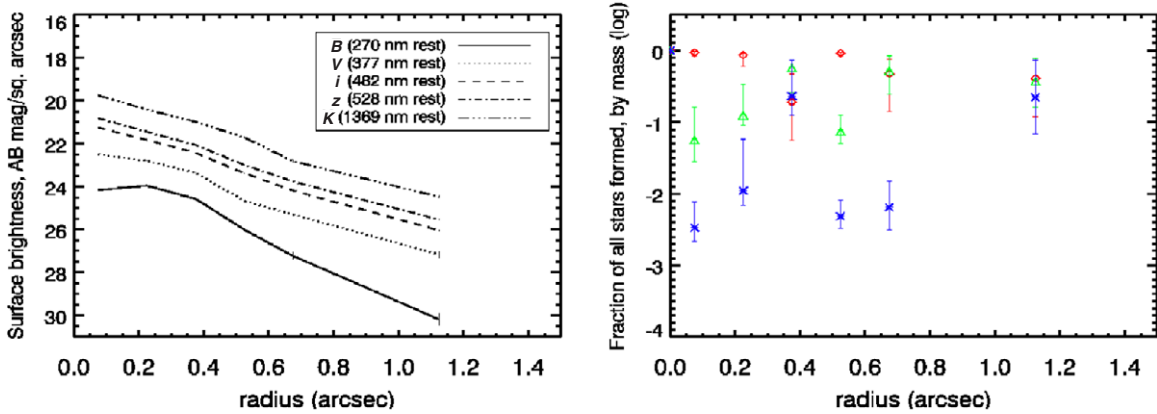 Surface brightness, AB mag/sq. arcsec
16
18
20
22
24
26
28
30
B (270 nm rest)
V (377 nm rest)
i (482 nm rest)
z (528 nm rest)
K (1369 nm rest)
0.0 0.2 0.4 0.6 0.8 1.0 1.2 1.4
radius (arcsec)
Fraction of all stars formed, by mass (log)
0
-1
-2
-3
-4
0.0 0.2 0.4 0.6 0.8 1.0 1.2 1.4
radius (arcsec)